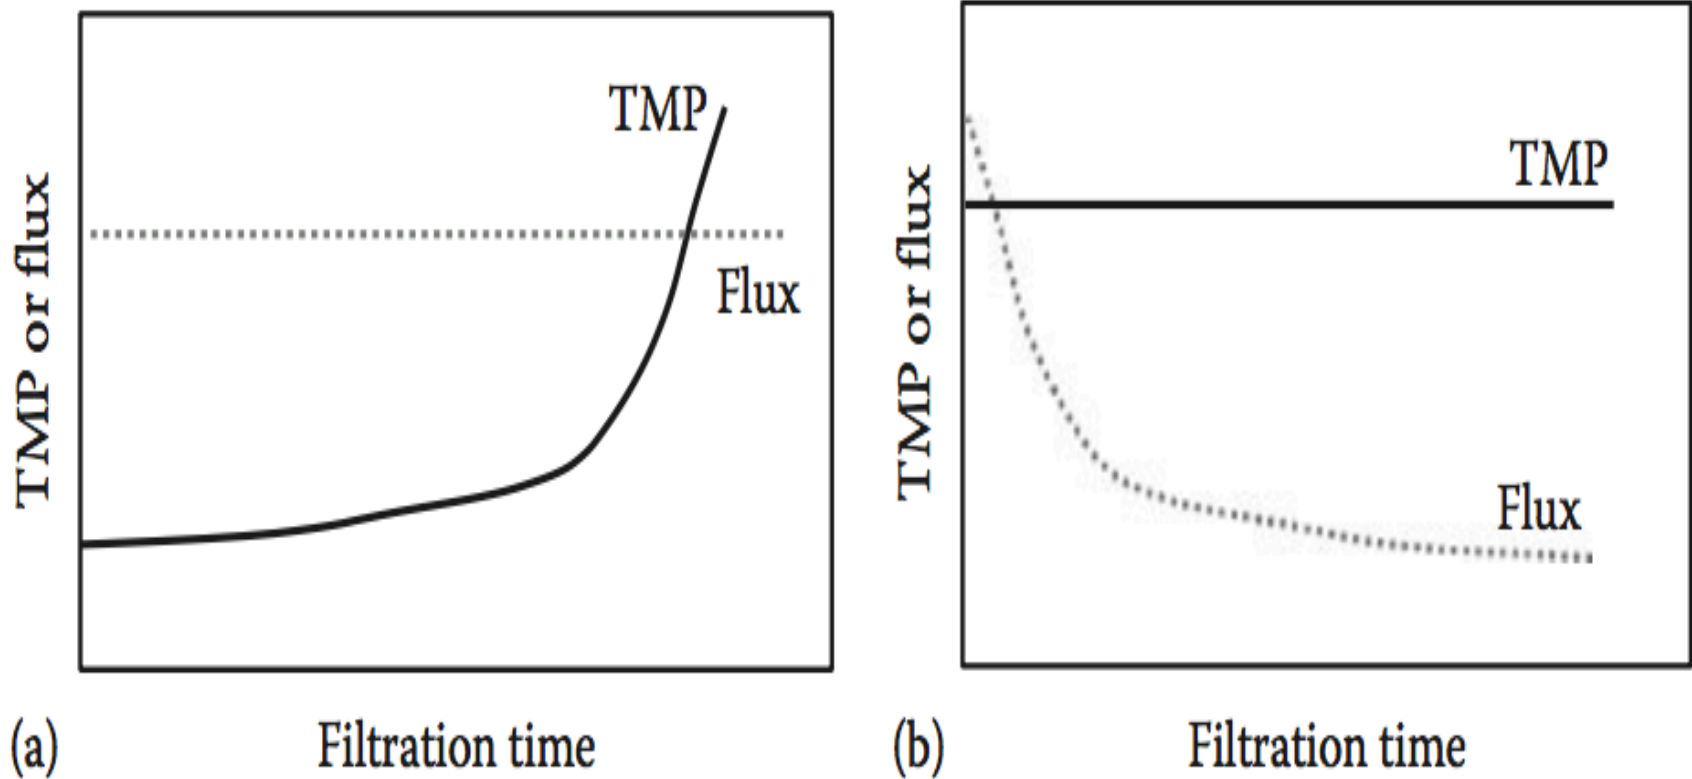 TMP or flux
TMP
Flux
(a)
Filtration time
TMP or flux
TMP
Flux
(b)
Filtration time